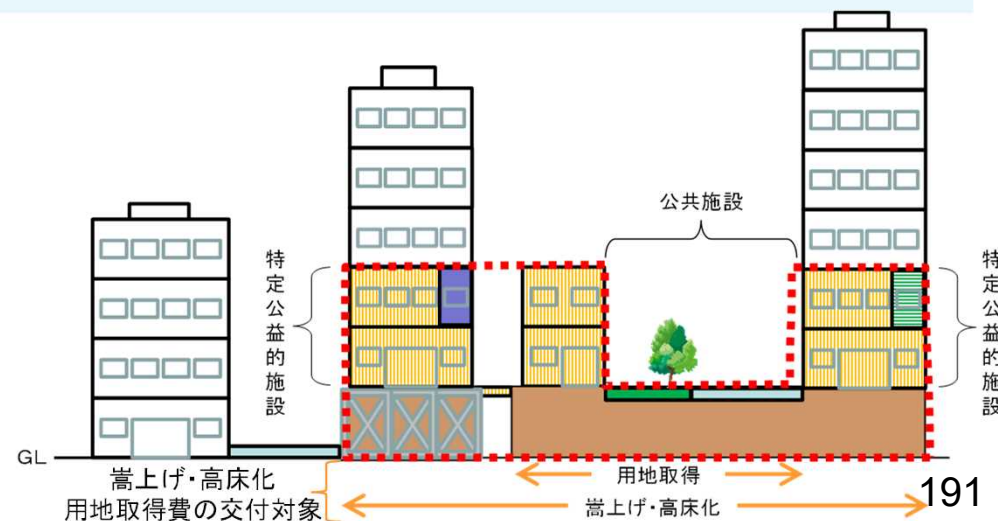 公共施設
特定公益的施設
特定公益的施設
GL
嵩上げ・高床化
用地取得費の交付対象
用地取得
嵩上げ・高床化
191